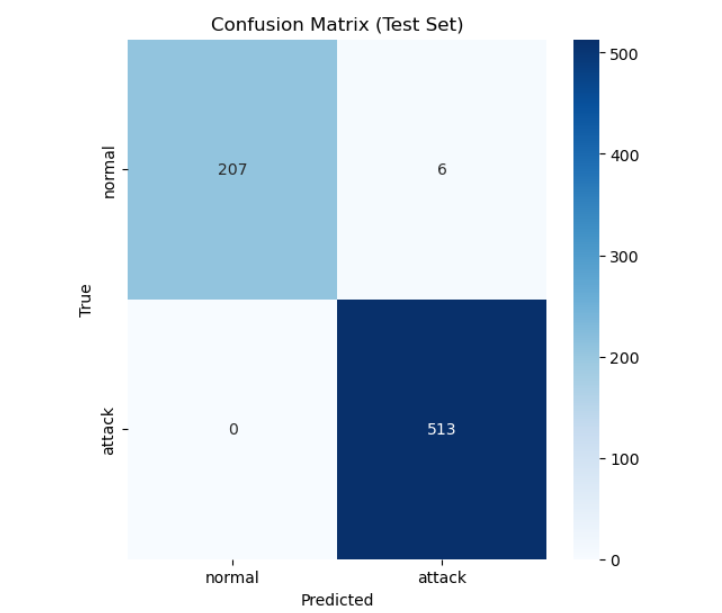 Confusion Matrix (Test Set)
True
normal
207
6
attack
0
513
normal
attack
Predicted
500
400
300
200
100
0